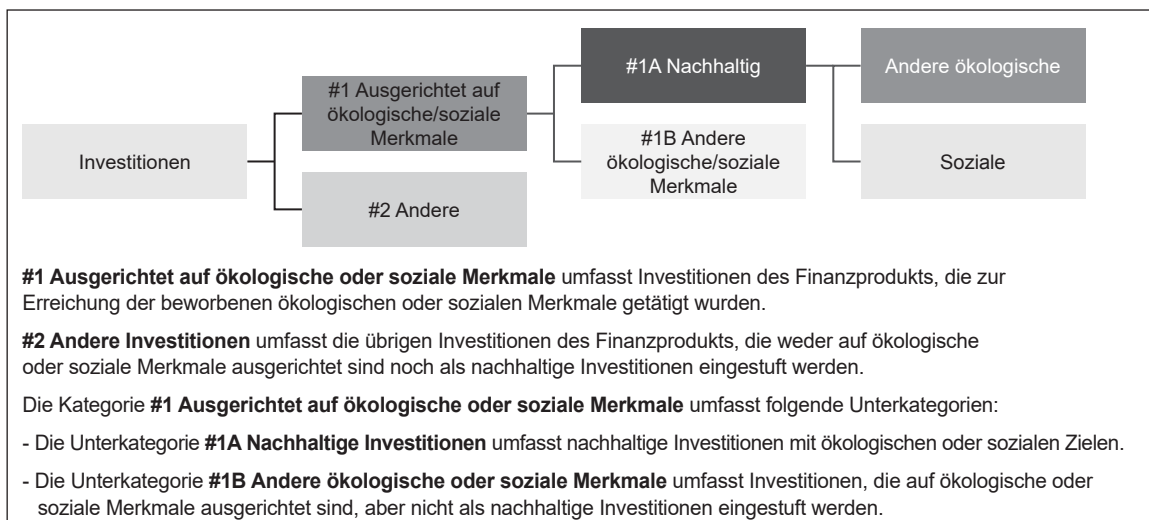 #1A Nachhaltig
Andere ökologische
#1 Ausgerichtet auf
ökologische/soziale
Merkmale
Investitionen
#1B Andere
ökologische/soziale
Merkmale
Soziale
#2 Andere
#1 Ausgerichtet auf ökologische oder soziale Merkmale umfasst Investitionen des Finanzprodukts, die zur
Erreichung der beworbenen ökologischen oder sozialen Merkmale getätigt wurden.
#2 Andere Investitionen umfasst die übrigen Investitionen des Finanzprodukts, die weder auf ökologische
oder soziale Merkmale ausgerichtet sind noch als nachhaltige Investitionen eingestuft werden.
Die Kategorie #1 Ausgerichtet auf ökologische oder soziale Merkmale umfasst folgende Unterkategorien:
- Die Unterkategorie #1A Nachhaltige Investitionen umfasst nachhaltige Investitionen mit ökologischen oder sozialen Zielen.
- Die Unterkategorie #1B Andere ökologische oder soziale Merkmale umfasst Investitionen, die auf ökologische oder
soziale Merkmale ausgerichtet sind, aber nicht als nachhaltige Investitionen eingestuft werden.